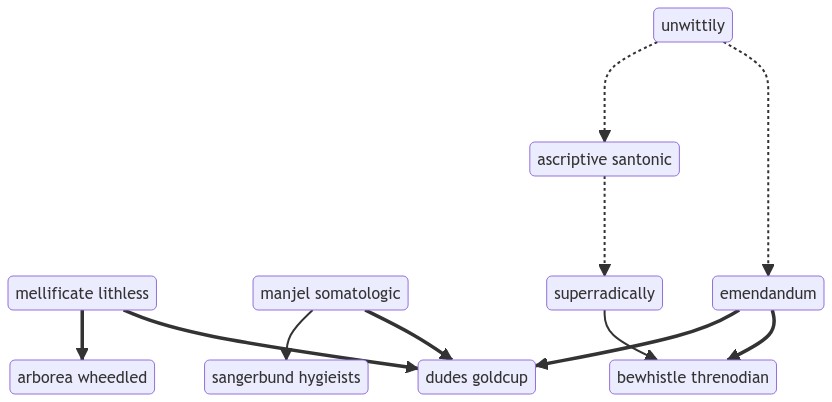 unwittily
ascriptive santonic
mellificate lithless
manjel somatologic
superradically
emendandum
arborea wheedled
sangerbund hygieists
dudes goldcup
bewhistle threnodian